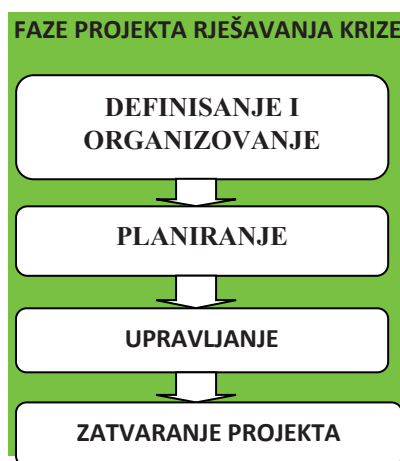 FAZE PROJEKTA RJEŠAVANJA KRIZE
DEFINISANJE I
ORGANIZOVANJE
PLANIRANJE
UPRAVLJANJE
ZATVARANJE PROJEKTA